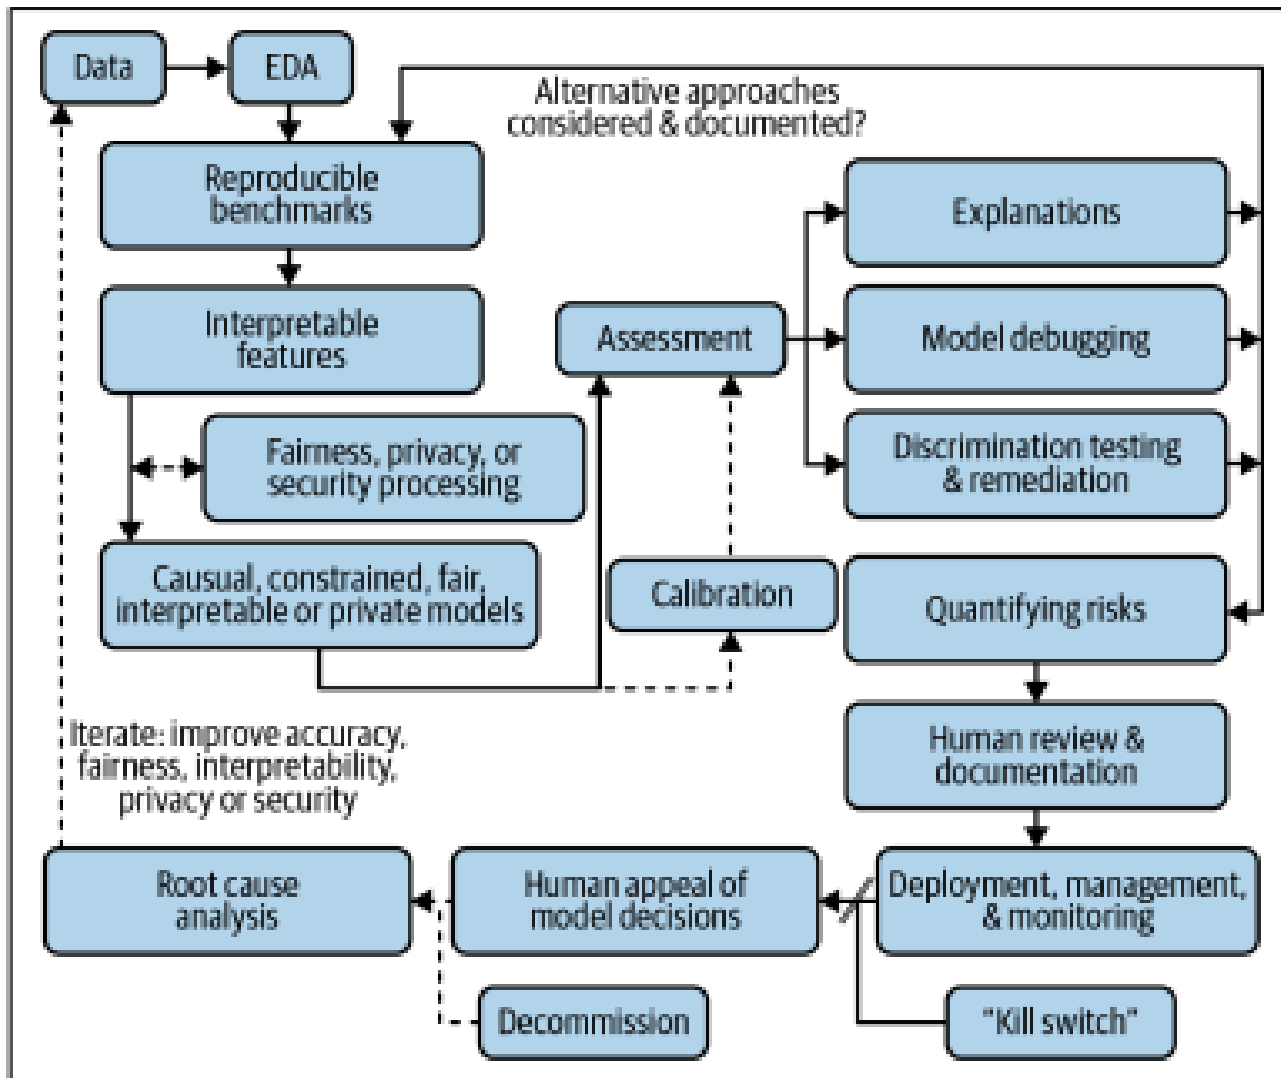 Data
EDA
Alternative approaches
considered & documented?
Reproducible
benchmarks
Explanations
Interpretable
features
Assessment
Model debugging
Fairness, privacy, or
security processing
Discrimination testing
& remediation
Causual, constrained, fair,
interpretable or private models
Calibration
Quantifying risks
Iterate: improve accuracy,
fairness, interpretability,
privacy or security
Human review &
documentation
Root cause
analysis
Human appeal of
model decisions
Deployment, management,
& monitoring
Decommission
"Kill switch"